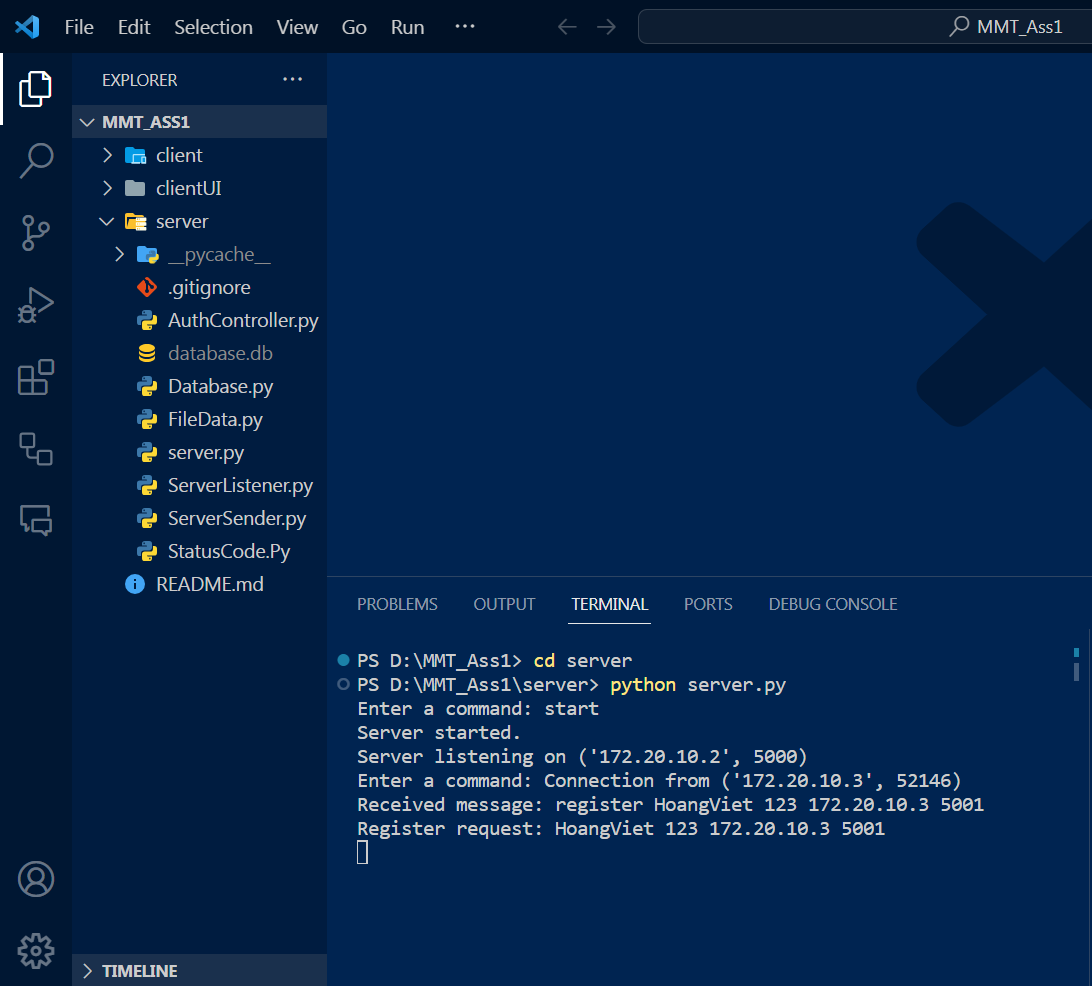 File Edit Selection View Go Run ···
MMT_Ass1
EXPLORER ···
MMT_ASS1
client
clientUI
server
__pycache__
.gitignore
AuthController.py
database.db
Database.py
FileData.py
server.py
ServerListener.py
ServerSender.py
StatusCode.Py
README.md
TIMELINE
PROBLEMS OUTPUT TERMINAL PORTS DEBUG CONSOLE
PS D:\MMT_Ass1> cd server
PS D:\MMT_Ass1\server> python server.py
Enter a command: start
Server started.
Server listening on ('172.20.10.2', 5000)
Enter a command: Connection from ('172.20.10.3', 52146)
Received message: register HoangViet 123 172.20.10.3 5001
Register request: HoangViet 123 172.20.10.3 5001